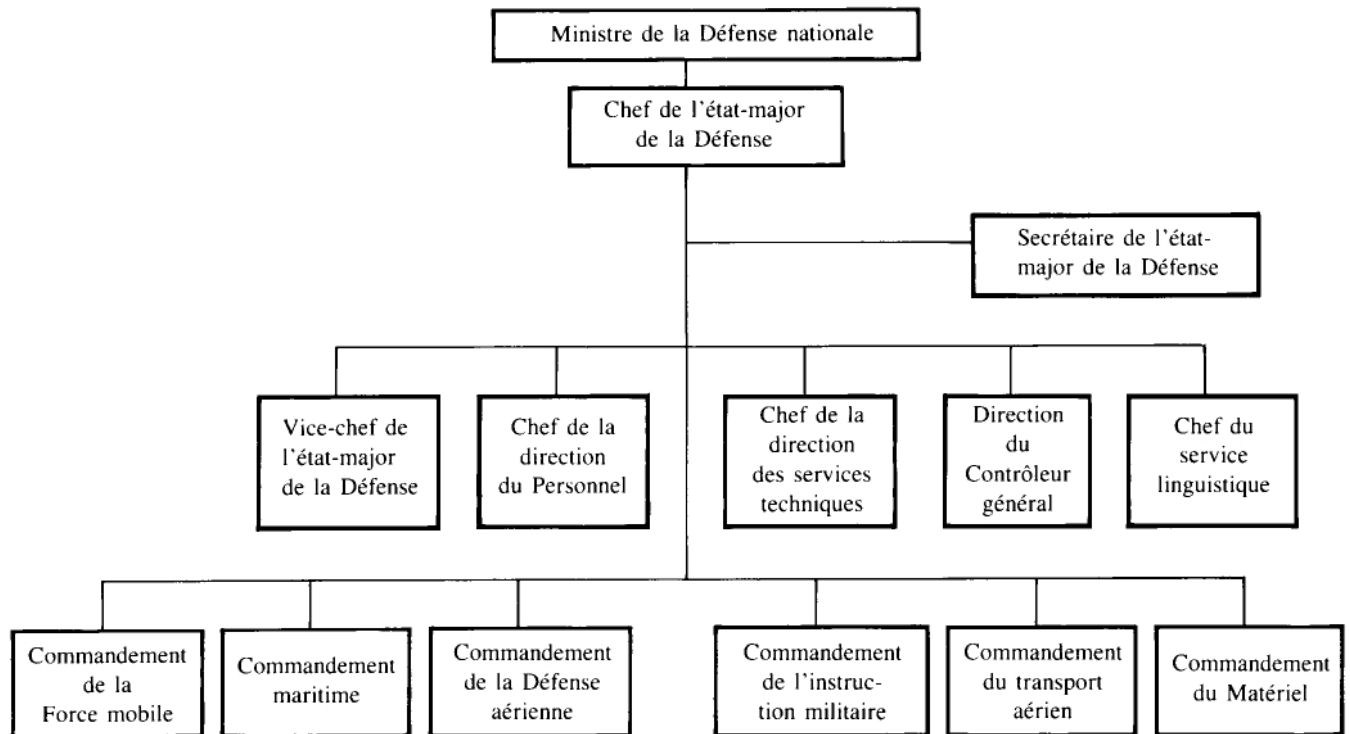 Ministre de la Défense nationale
Chef de l'état-major
de la Défense
Secrétaire de l'état-
major de la Défense
Vice-chef de
l'état-major
de la Défense
Chef de la
direction
du Personnel
Chef de la
direction
des services
techniques
Direction
du
Contrôleur
général
Chef du
service
linguistique
Commandement
de la
Force mobile
Commandement
maritime
Commandement
de la Défense
aérienne
Commandement
de l'instruc-
tion militaire
Commandement
du transport
aérien
Commandement
du Matériel